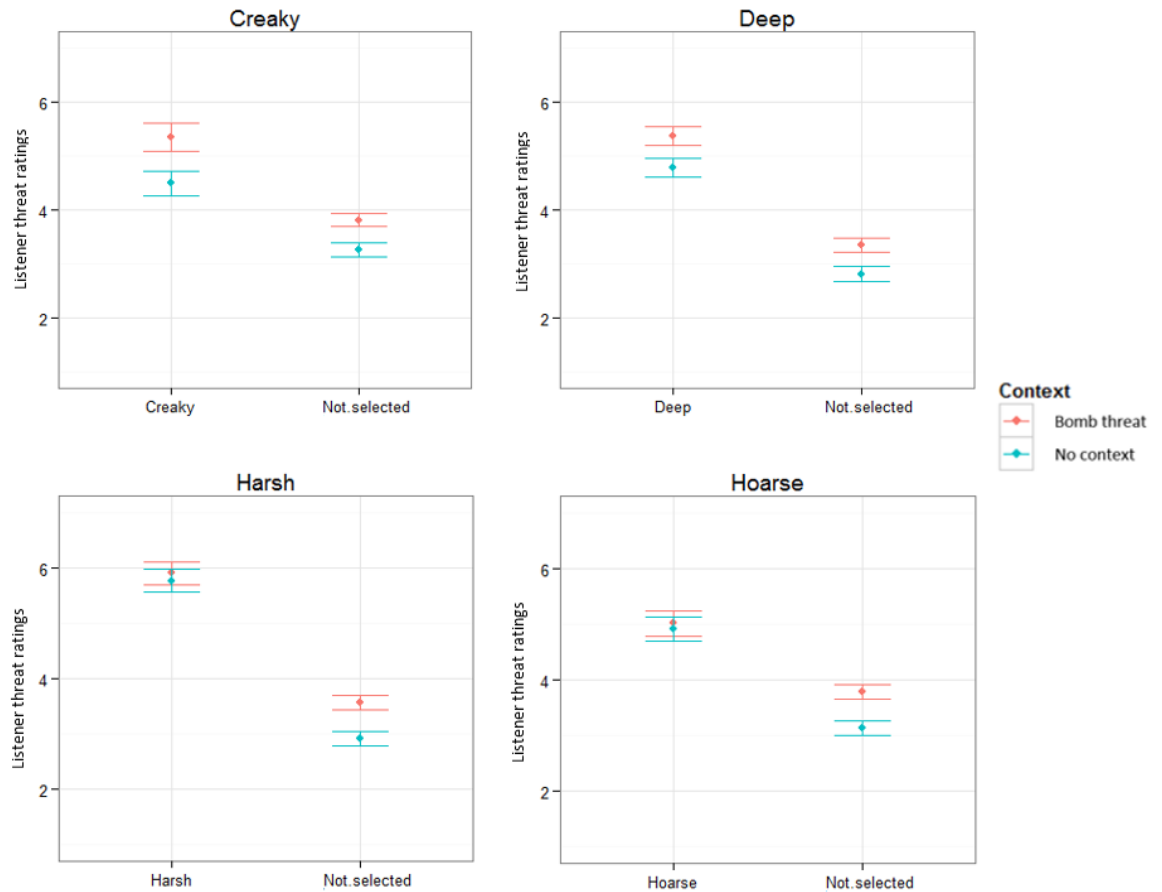 Creaky
Listener threat ratings
6
4
2
Creaky Not.selected
Deep
Listener threat ratings
6
4
2
Deep Not.selected
Context
Bomb threat
No context
Harsh
Listener threat ratings
6
4
2
Harsh Not.selected
Hoarse
Listener threat ratings
6
4
2
Hoarse Not.selected